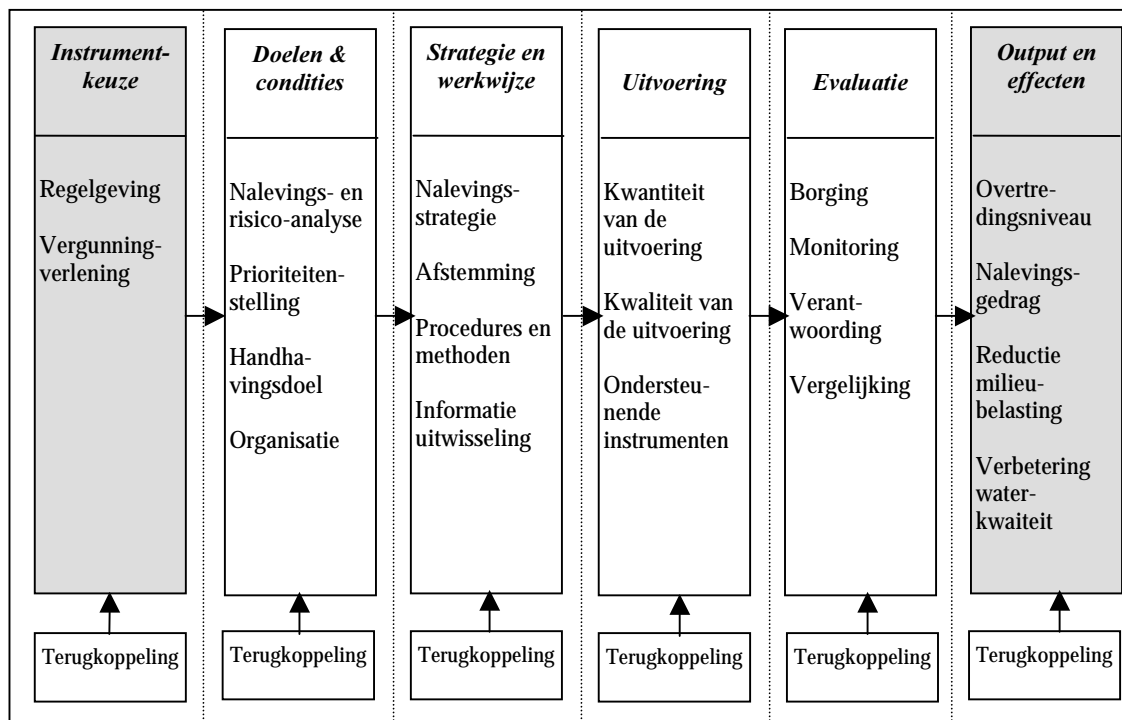 Instrument-
keuze
Regelgeving
Vergunning-
verlening
Terugkoppeling
Doelen &
condities
Nalevings- en
risico-analyse
Prioriteiten-
stelling
Handha-
vingsdoel
Organisatie
Terugkoppeling
Strategie en
werkwijze
Nalevings-
strategie
Afstemming
Procedures en
methoden
Informatie
uitwisseling
Terugkoppeling
Uitvoering
Kwantiteit
van de
uitvoering
Kwaliteit van
de uitvoering
Ondersteu-
nende
instrumenten
Terugkoppeling
Evaluatie
Borging
Monitoring
Verant-
woording
Vergelijking
Terugkoppeling
Output en
effecten
Overtre-
dingsniveau
Nalevings-
gedrag
Reductie
milieu-
belasting
Verbetering
water-
kwaiteit
Terugkoppeling